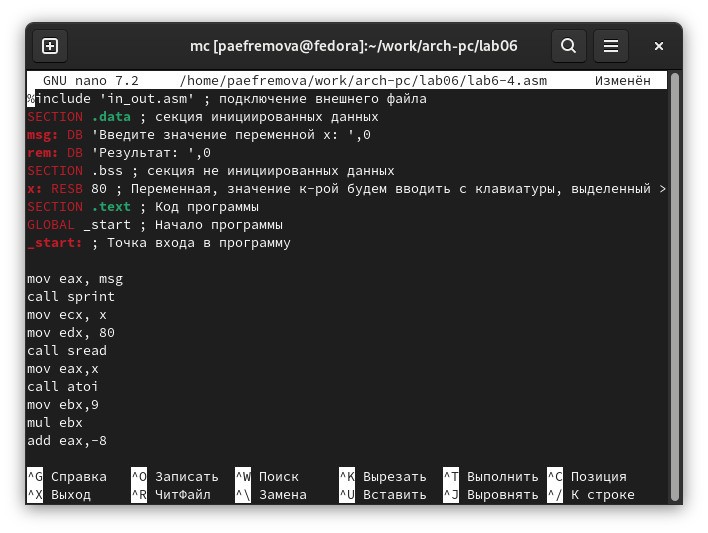 mc [paefremova@fedora]:~/work/arch-pc/lab06
GNU nano 7.2 /home/paefremova/work/arch-pc/lab06/lab6-4.asm Изменён
%include 'in_out.asm' ; подключение внешнего файла
SECTION .data ; секция инициированных данных
msg: DB 'Введите значение переменной x: ',0
rem: DB 'Результат: ',0
SECTION .bss ; секция не инициированных данных
x: RESB 80 ; Переменная, значение к-рой будем вводить с клавиатуры, выделенный >
SECTION .text ; Код программы
GLOBAL _start ; Начало программы
_start: ; Точка входа в программу
mov eax, msg
call sprint
mov ecx, x
mov edx, 80
call sread
mov eax,x
call atoi
mov ebx,9
mul ebx
add eax,-8
^G Справка ^O Записать ^W Поиск ^K Вырезать ^T Выполнить ^C Позиция
^X Выход ^R ЧитФайл ^\ Замена ^U Вставить ^J Выровнять ^/ К строке